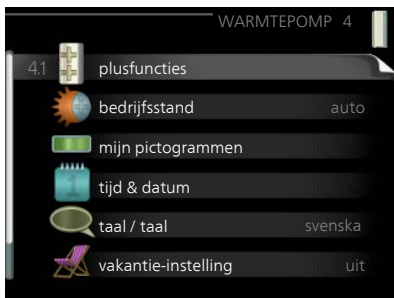 WARMTEPOMP 4
4.1 plusfuncties
bedrijfsstand auto
mijn pictogrammen
tijd & datum
taal / taal svenska
vakantie-instelling uit